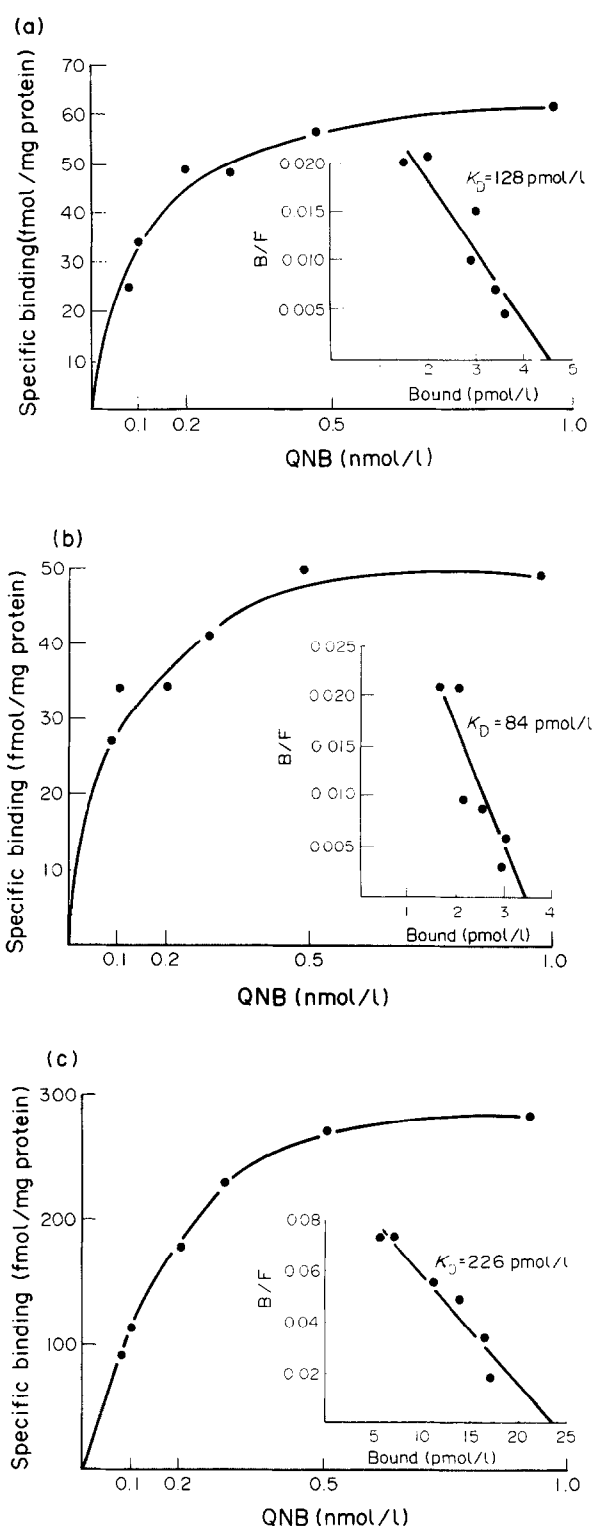 (a)
Specific binding(fmol/mg protein)
70
60
50
40
30
20
10
0.1 0.2 0.5 1.0
QNB (nmol/l)
B/F
0.020
0.015
0.010
0.005
K_D=128 pmol/l
2 3 4 5
Bound (pmol/l)
(b)
Specific binding (fmol/mg protein)
50
40
30
20
10
0.1 0.2 0.5 1.0
QNB (nmol/l)
B/F
0.025
0.020
0.015
0.010
0.005
K_D=84 pmol/l
1 2 3 4
Bound (pmol/l)
(c)
Specific binding (fmol/mg protein)
300
200
100
0.1 0.2 0.5 1.0
QNB (nmol/l)
B/F
0.08
0.06
0.04
0.02
K_D=226 pmol/l
5 10 15 20 25
Bound (pmol/l)